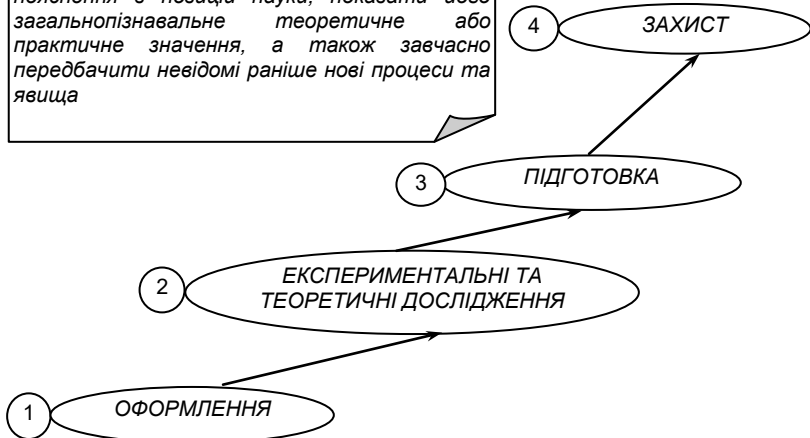 пояснення з позицій науки, показати його
загальнопізнавальне теоретичне або
практичне значення, а також завчасно
передбачити невідомі раніше нові процеси та
явища
4 ЗАХИСТ
3 ПІДГОТОВКА
2 ЕКСПЕРИМЕНТАЛЬНІ ТА
ТЕОРЕТИЧНІ ДОСЛІДЖЕННЯ
1 ОФОРМЛЕННЯ